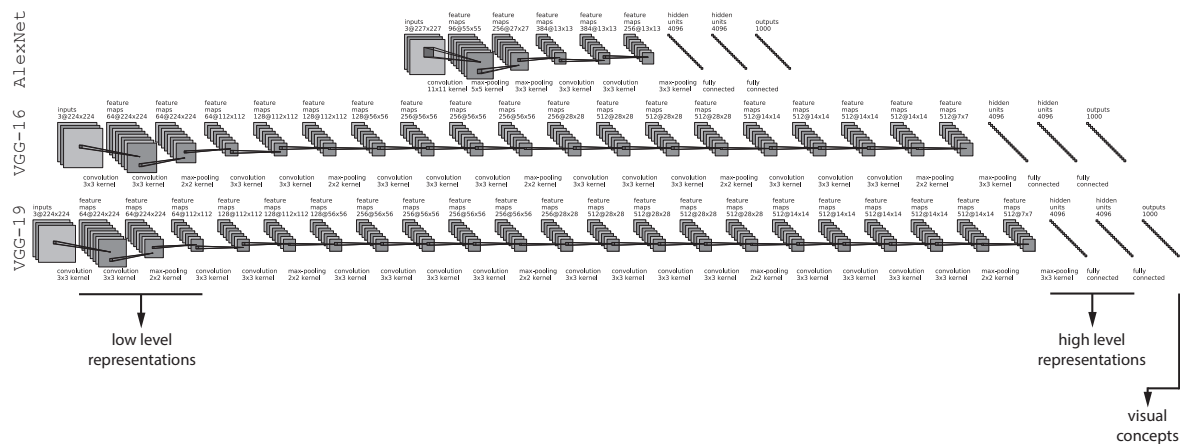 AlexNet
feature feature feature feature feature hidden hidden
inputs maps maps maps maps maps units units outputs
3@227x227 96@55x55 256@27x27 384@13x13 384@13x13 256@13x13 4096 4096 1000
convolution max-pooling max-pooling convolution convolution max-pooling fully fully
11x11 kernel 5x5 kernel 3x3 kernel 3x3 kernel 3x3 kernel 3x3 kernel connected connected
VGG-16
feature feature feature feature feature feature feature feature feature feature feature feature feature feature feature feature feature feature hidden hidden
inputs maps maps maps maps maps maps maps maps maps maps maps maps maps maps maps maps maps maps units units outputs
3@224x224 64@224x224 64@224x224 64@112x112 128@112x112 128@112x112 128@56x56 256@56x56 256@56x56 256@56x56 256@28x28 512@28x28 512@28x28 512@28x28 512@14x14 512@14x14 512@14x14 512@14x14 512@7x7 4096 4096 1000
convolution convolution max-pooling convolution convolution max-pooling convolution convolution convolution max-pooling convolution convolution convolution max-pooling convolution convolution convolution max-pooling max-pooling fully fully
3x3 kernel 3x3 kernel 2x2 kernel 3x3 kernel 3x3 kernel 2x2 kernel 3x3 kernel 3x3 kernel 3x3 kernel 2x2 kernel 3x3 kernel 3x3 kernel 3x3 kernel 2x2 kernel 3x3 kernel 3x3 kernel 3x3 kernel 2x2 kernel 3x3 kernel connected connected
VGG-19
feature feature feature feature feature feature feature feature feature feature feature feature feature feature feature feature feature feature feature feature feature hidden hidden
inputs maps maps maps maps maps maps maps maps maps maps maps maps maps maps maps maps maps maps maps maps maps units units outputs
3@224x224 64@224x224 64@224x224 64@112x112 128@112x112 128@112x112 128@56x56 256@56x56 256@56x56 256@56x56 256@56x56 256@28x28 512@28x28 512@28x28 512@28x28 512@28x28 512@14x14 512@14x14 512@14x14 512@14x14 512@14x14 512@7x7 4096 4096 1000
convolution convolution max-pooling convolution convolution max-pooling convolution convolution convolution convolution max-pooling convolution convolution convolution convolution max-pooling convolution convolution convolution convolution max-pooling max-pooling fully fully
3x3 kernel 3x3 kernel 2x2 kernel 3x3 kernel 3x3 kernel 2x2 kernel 3x3 kernel 3x3 kernel 3x3 kernel 3x3 kernel 2x2 kernel 3x3 kernel 3x3 kernel 3x3 kernel 3x3 kernel 2x2 kernel 3x3 kernel 3x3 kernel 3x3 kernel 3x3 kernel 2x2 kernel 3x3 kernel connected connected
low level
representations
high level
representations
visual
concepts